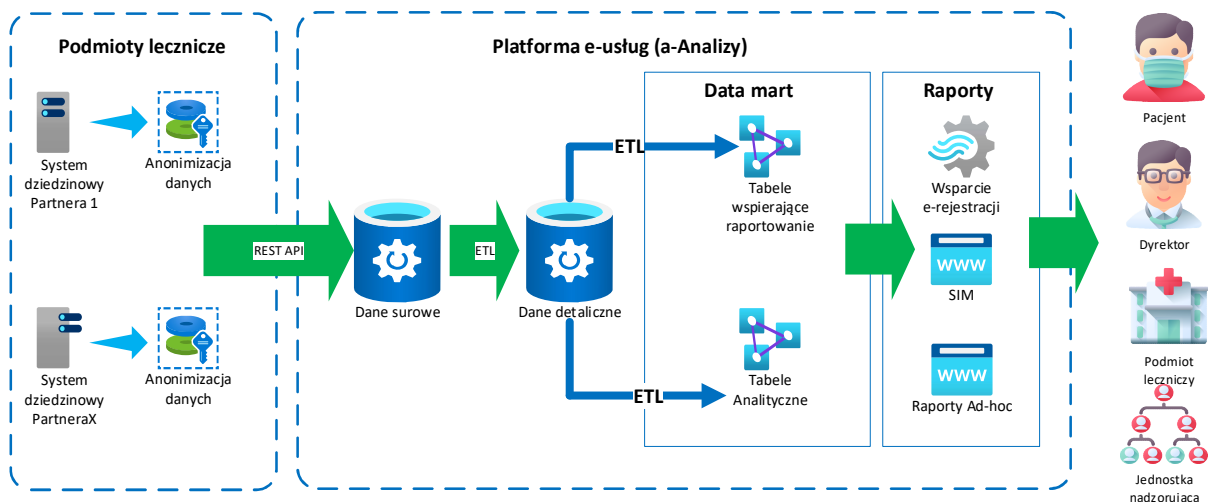 Podmioty lecznicze
System
dziedzinowy
Partnera 1
Anonimizacja
danych
System
dziedzinowy
PartneraX
Anonimizacja
danych
REST API
Platforma e-usług (a-Analizy)
Dane surowe
ETL
Dane detaliczne
ETL
ETL
Data mart
Tabele
wspierające
raportowanie
Tabele
Analityczne
Raporty
Wsparcie
e-rejestracji
WWW
SIM
WWW
Raporty Ad-hoc
Pacjent
Dyrektor
Podmiot
leczniczy
Jednostka
nadzorująca